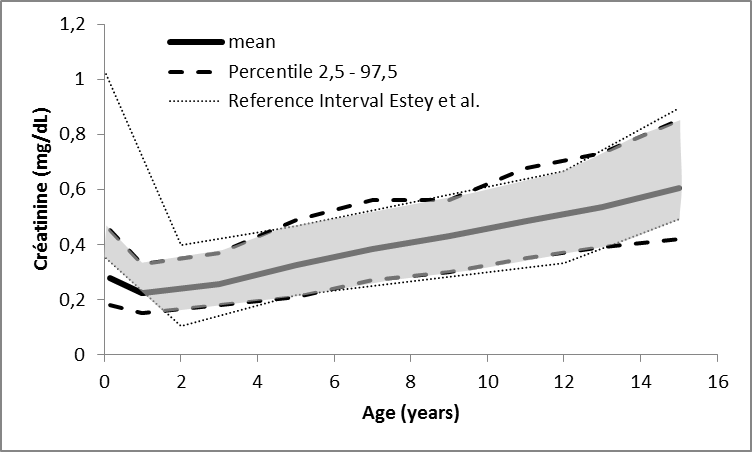 1,2
1
0,8
0,6
0,4
0,2
0
0 2 4 6 8 10 12 14 16
Créatinine (mg/dL)
Age (years)
mean
Percentile 2,5 - 97,5
Reference Interval Estey et al.